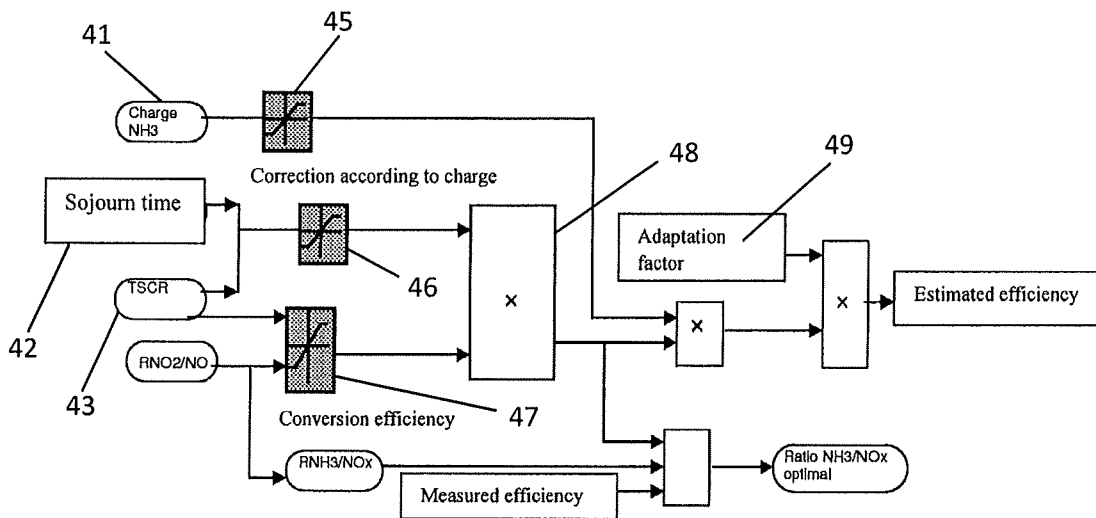 41
45
Charge
NH3
Correction according to charge
48
49
Sojourn time
Adaptation
factor
46
×
×
×
Estimated efficiency
TSCR
42
RNO2/NO
43
47
Conversion efficiency
RNH3/NOx
Measured efficiency
Ratio NH3/NOx
optimal